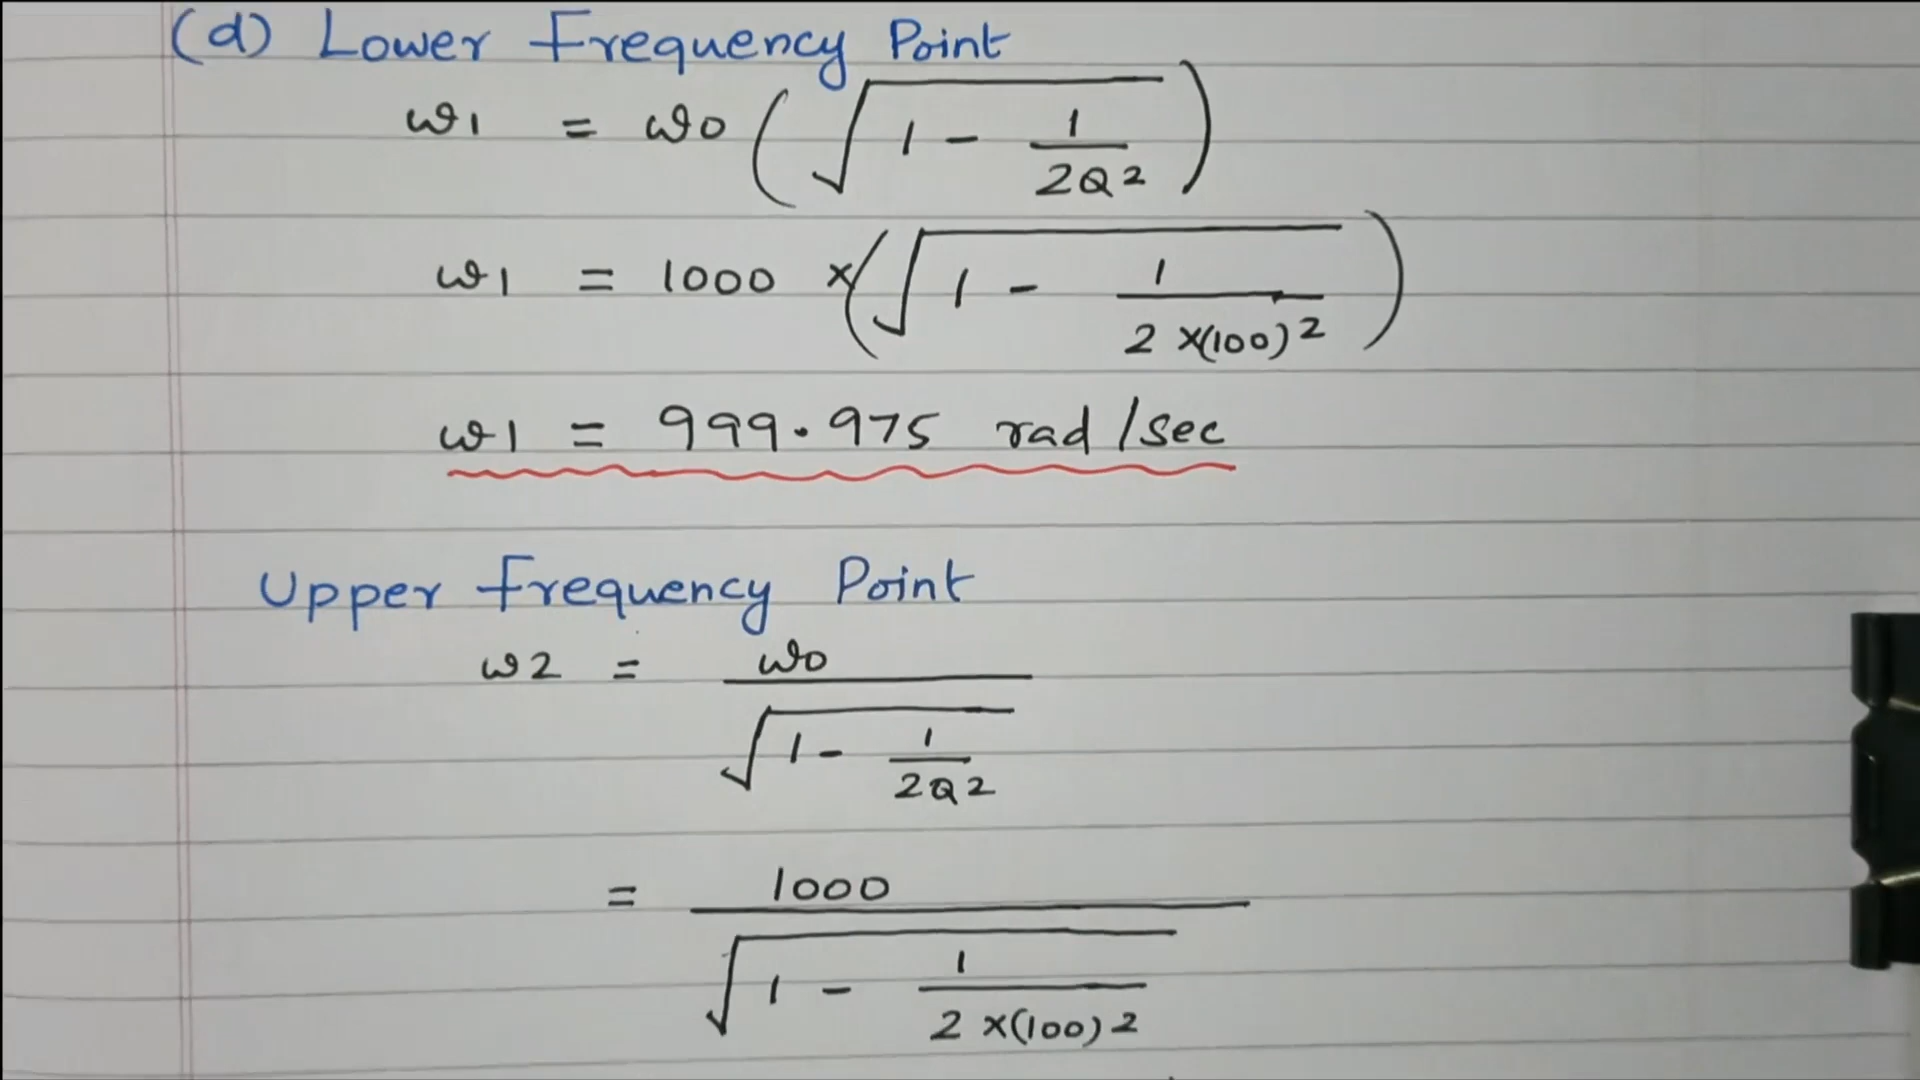 (d) Lower Frequency Point
ω1 = ω0 (√(1 - 1/2Q²))
ω1 = 1000 × (√(1 - 1/2×(100)²))
ω1 = 999.975 rad/sec
Upper frequency Point
ω2 = ω0/√(1 - 1/2Q²)
= 1000/√(1 - 1/2×(100)²)